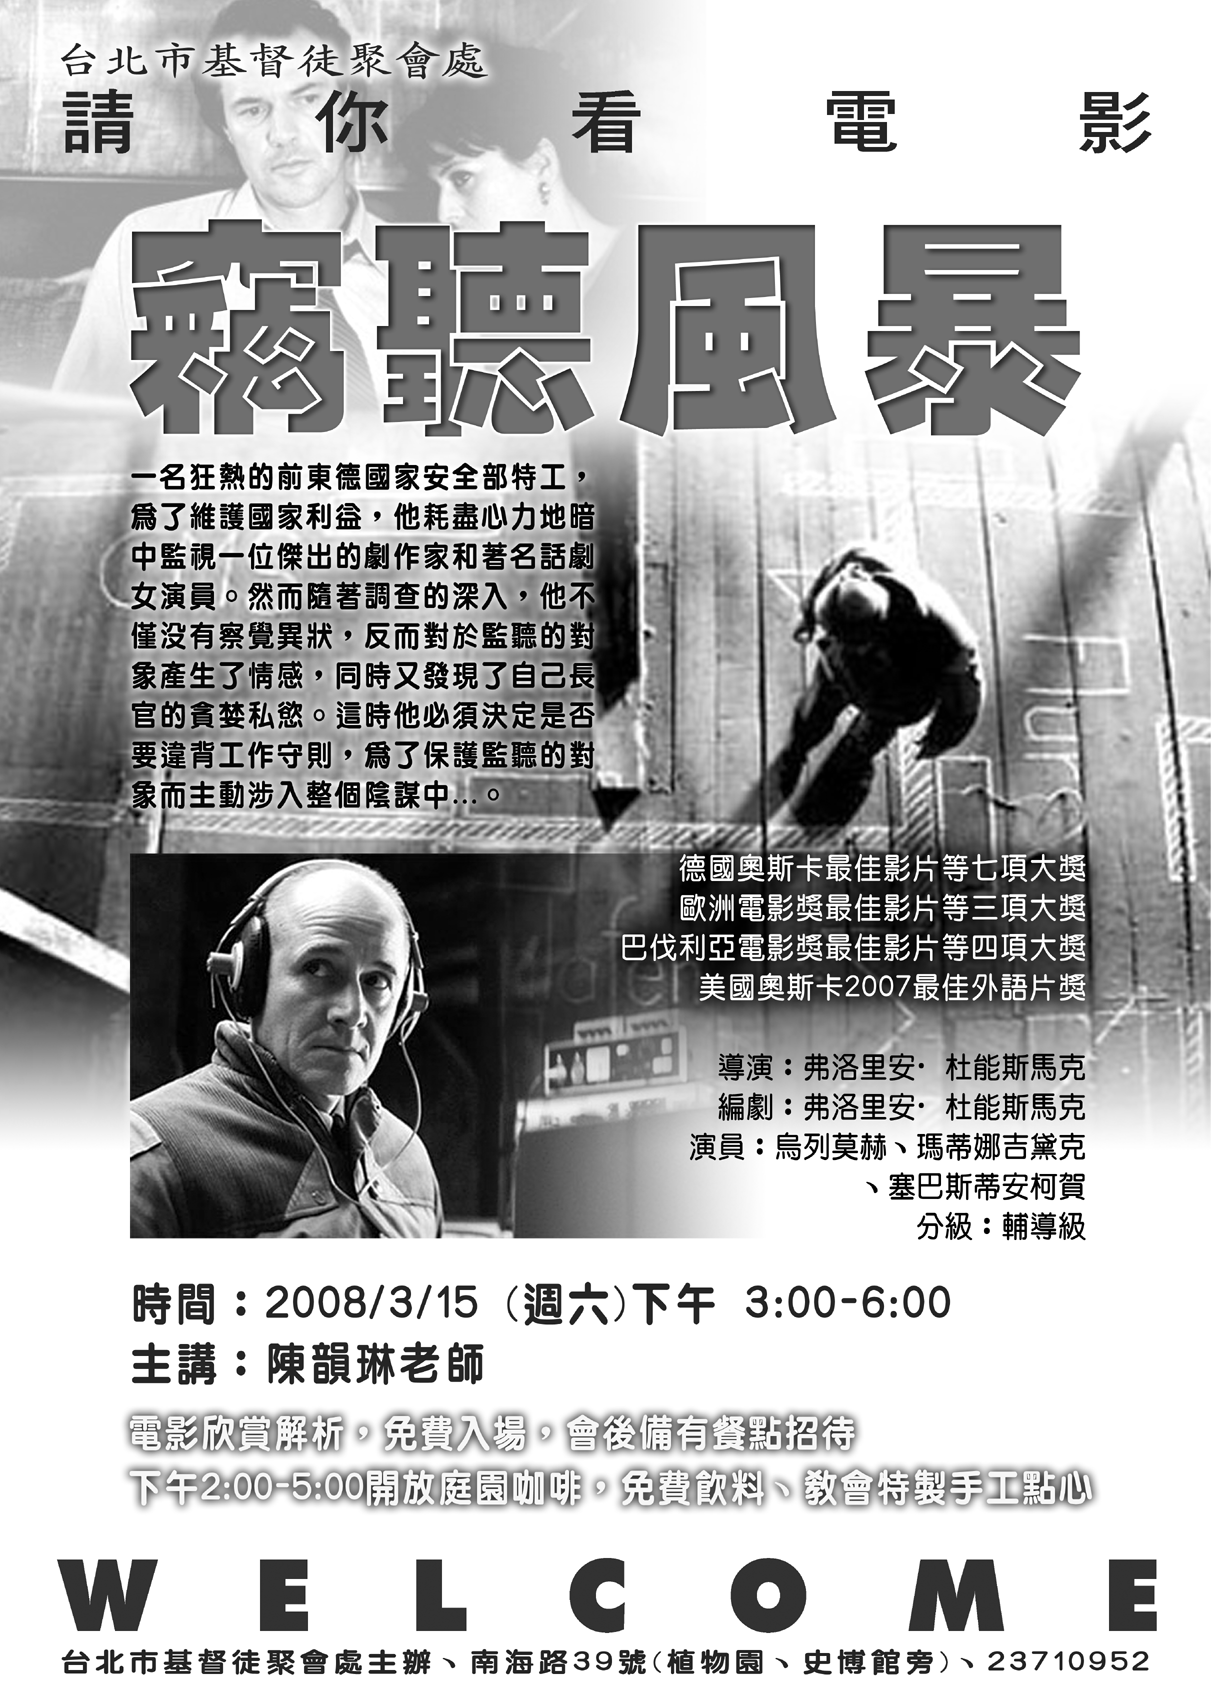 台北市基督徒聚會處
請你看電影
竊聽風暴
一名狂熱的前東德國家安全部特工，
為了維護國家利益，他耗盡心力地暗
中監視一位傑出的劇作家和著名話劇
女演員。然而隨著調查的深入，他不
僅没有察覺異狀，反而對於監聽的對
象產生了情感，同時又發現了自己長
官的貪婪私慾。這時他必須決定是否
要違背工作守則，為了保護監聽的對
象而主動涉入整個陰謀中...。
德國奧斯卡最佳影片等七項大獎
歐洲電影獎最佳影片等三項大獎
巴伐利亞電影獎最佳影片等四項大獎
美國奧斯卡2007最佳外語片獎
導演：弗洛里安· 杜能斯馬克
編劇：弗洛里安· 杜能斯馬克
演員：烏列莫赫、瑪蒂娜吉黛克
、塞巴斯蒂安柯賀
分級：輔導級
時間：2008/3/15 (週六)下午 3:00-6:00
主講：陳韻琳老師
電影欣賞解析，免費入場，會後備有餐點招待
下午2:00-5:00開放庭園咖啡，免費飲料、教會特製手工點心
WELCOME
台北市基督徒聚會處主辦、南海路39號(植物園、史博館旁)、23710952